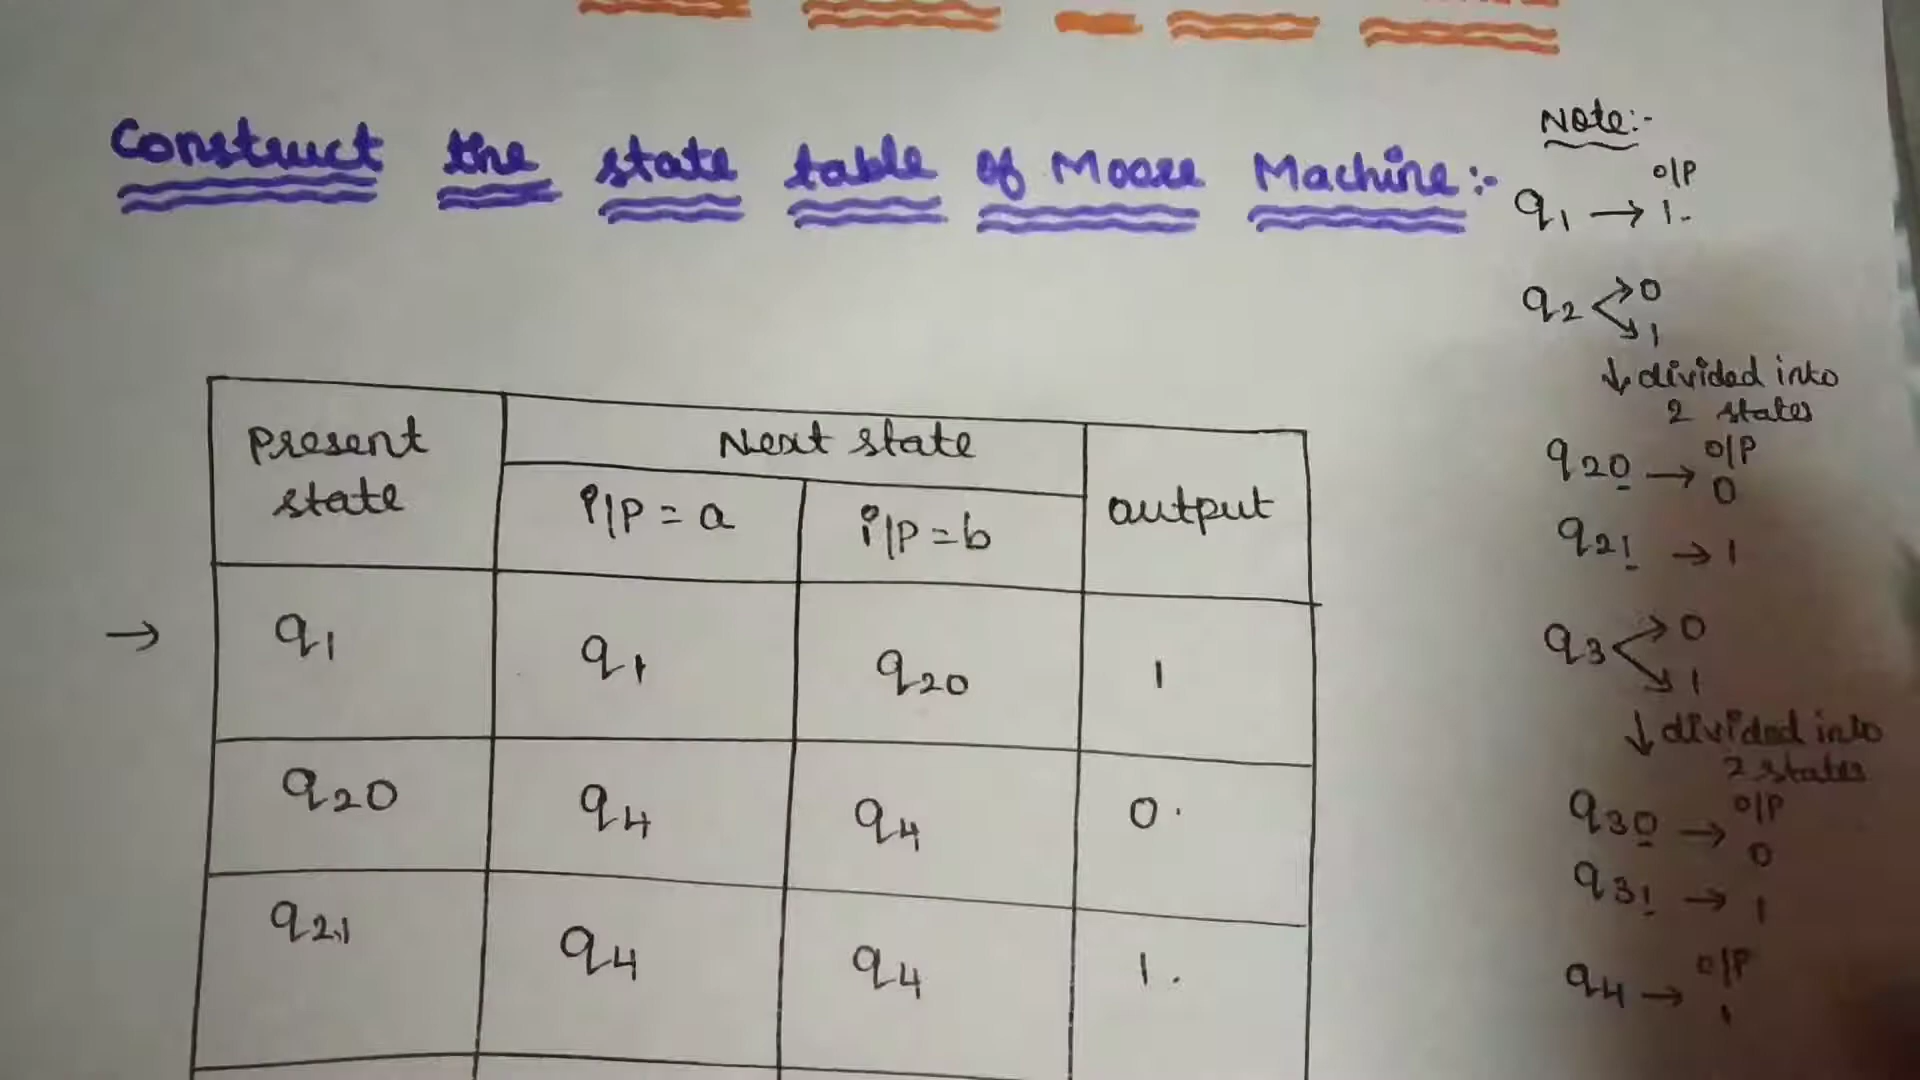 Construct the state table of Moore Machine:-
Present state
Next state
i/p = a
i/p = b
output
→ q1 q1 q20 1
q20 q4 q4 0.
q21 q4 q4 1.
Note:-
o/p
q1 → 1.
q2 → 0
→ 1
↓ divided into
2 states
o/p
q20 → 0
q21 → 1
q3 → 0
→ 1
↓ divided into
2 states
o/p
q30 → 0
q31 → 1
o/p
q4 → 1